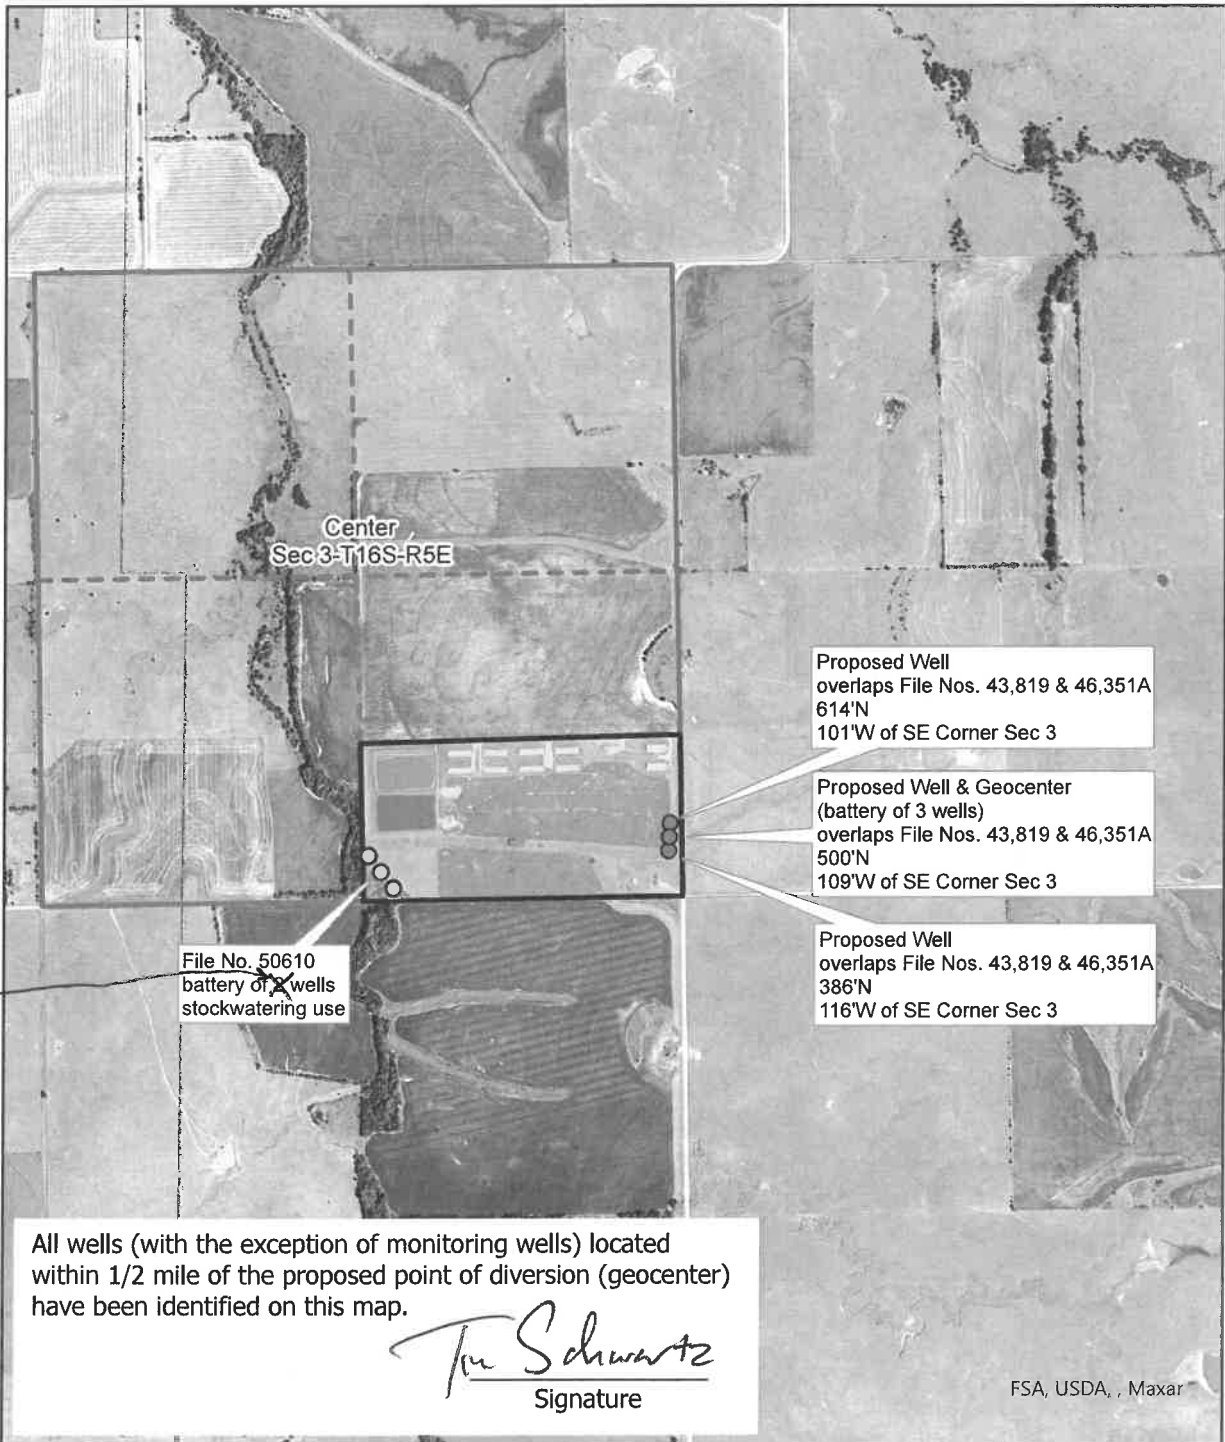 Center
Sec 3-T16S-R5E
Proposed Well
overlaps File Nos. 43,819 & 46,351A
614'N
101'W of SE Corner Sec 3
Proposed Well & Geocenter
(battery of 3 wells)
overlaps File Nos. 43,819 & 46,351A
500'N
109'W of SE Corner Sec 3
Proposed Well
overlaps File Nos. 43,819 & 46,351A
386'N
116'W of SE Corner Sec 3
File No. 50610
battery of 2 wells
stockwatering use
All wells (with the exception of monitoring wells) located
within 1/2 mile of the proposed point of diversion (geocenter)
have been identified on this map.
Tim Schwartz
Signature
FSA, USDA, , Maxar